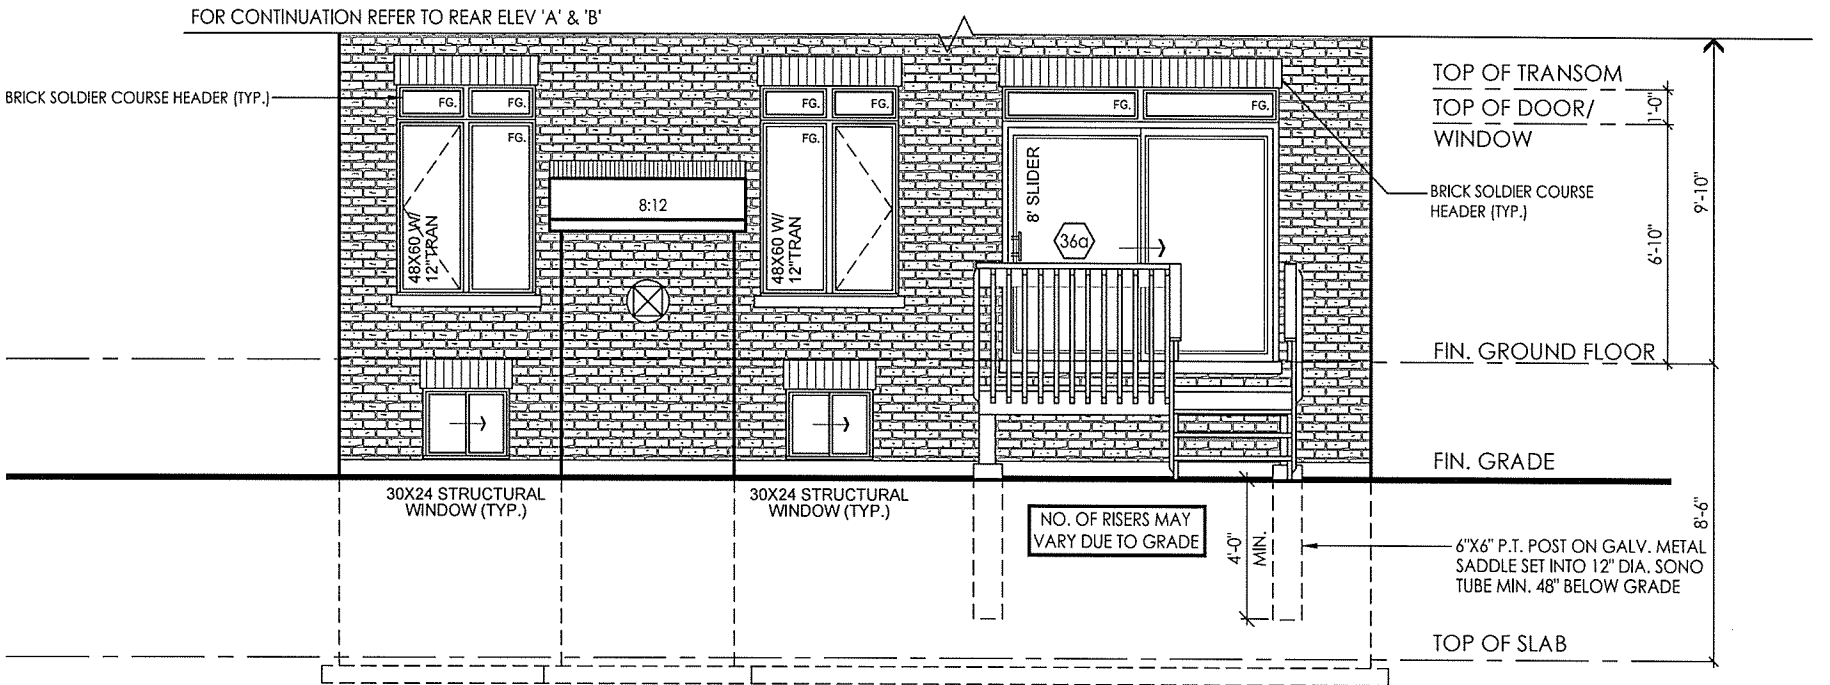 FOR CONTINUATION REFER TO REAR ELEV 'A' & 'B'
TOP OF TRANSOM
BRICK SOLDIER COURSE HEADER (TYP.)
FG.
FG.
FG.
FG.
FG.
FG.
1'-0"
TOP OF DOOR/
WINDOW
FG.
FG.
8' SLIDER
BRICK SOLDIER COURSE
HEADER (TYP.)
8:12
9'-10"
48X60 W/
12"TRAN
48X60 W/
12"TRAN
36a
6'-10"
FIN. GROUND FLOOR
FIN. GRADE
30X24 STRUCTURAL
WINDOW (TYP.)
30X24 STRUCTURAL
WINDOW (TYP.)
NO. OF RISERS MAY
VARY DUE TO GRADE
4'-0"
MIN.
8'-6"
6"X6" P.T. POST ON GALV. METAL
SADDLE SET INTO 12" DIA. SONO
TUBE MIN. 48" BELOW GRADE
TOP OF SLAB